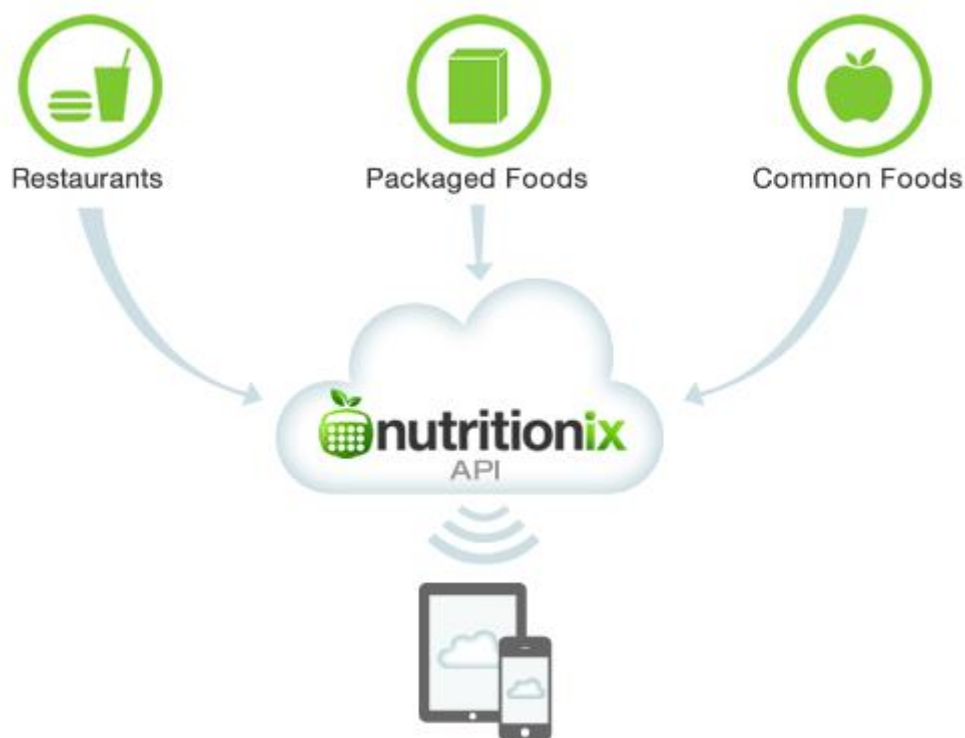 Restaurants
Packaged Foods
Common Foods
nutritionix
API